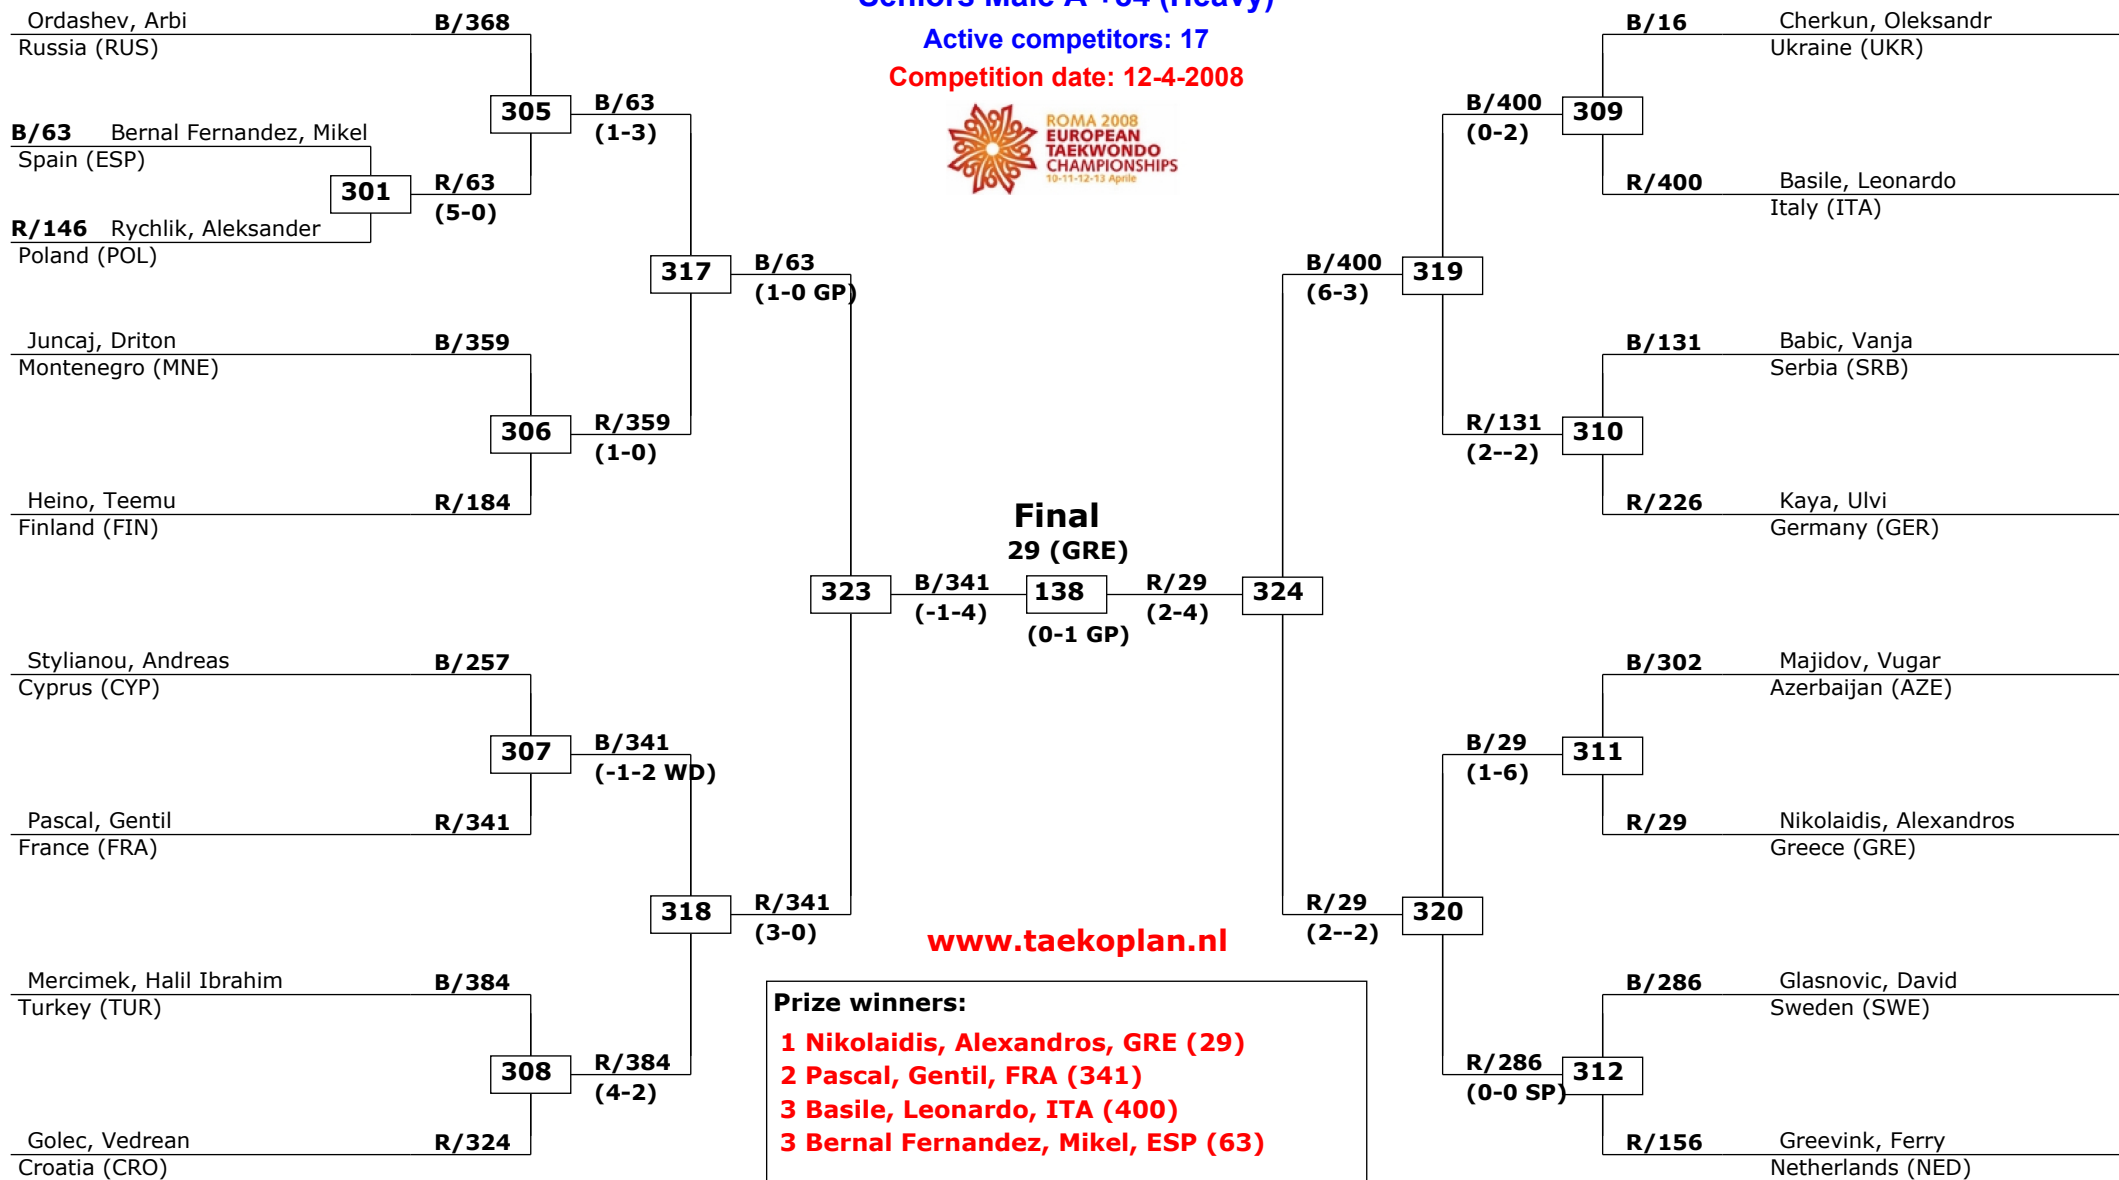 Seniors Male A +84 (Heavy)
Active competitors: 17
Competition date: 12-4-2008
ROMA 2008
EUROPEAN
TAEKWONDO
CHAMPIONSHIPS
10-11-12-13 Aprile
Ordashev, Arbi B/368
Russia (RUS)
305 B/63
(1-3)
B/63 Bernal Fernandez, Mikel
Spain (ESP)
301 R/63
(5-0)
R/146 Rychlik, Aleksander
Poland (POL)
317 B/63
(1-0 GP)
Juncaj, Driton B/359
Montenegro (MNE)
306 R/359
(1-0)
Heino, Teemu R/184
Finland (FIN)
323 B/341
(-1-4)
Stylianou, Andreas B/257
Cyprus (CYP)
307 B/341
(-1-2 WD)
Pascal, Gentil R/341
France (FRA)
318 R/341
(3-0)
Mercimek, Halil Ibrahim B/384
Turkey (TUR)
308 R/384
(4-2)
Golec, Vedrean R/324
Croatia (CRO)
Final
29 (GRE)
138
(0-1 GP)
B/16 Cherkun, Oleksandr
Ukraine (UKR)
B/400 309
(0-2)
R/400 Basile, Leonardo
Italy (ITA)
B/400 319
(6-3)
B/131 Babic, Vanja
Serbia (SRB)
R/131 310
(2--2)
R/226 Kaya, Ulvi
Germany (GER)
R/29 324
(2-4)
B/302 Majidov, Vugar
Azerbaijan (AZE)
B/29 311
(1-6)
R/29 Nikolaidis, Alexandros
Greece (GRE)
R/29 320
(2--2)
B/286 Glasnovic, David
Sweden (SWE)
R/286 312
(0-0 SP)
R/156 Greevink, Ferry
Netherlands (NED)
www.taekoplan.nl
Prize winners:
1 Nikolaidis, Alexandros, GRE (29)
2 Pascal, Gentil, FRA (341)
3 Basile, Leonardo, ITA (400)
3 Bernal Fernandez, Mikel, ESP (63)